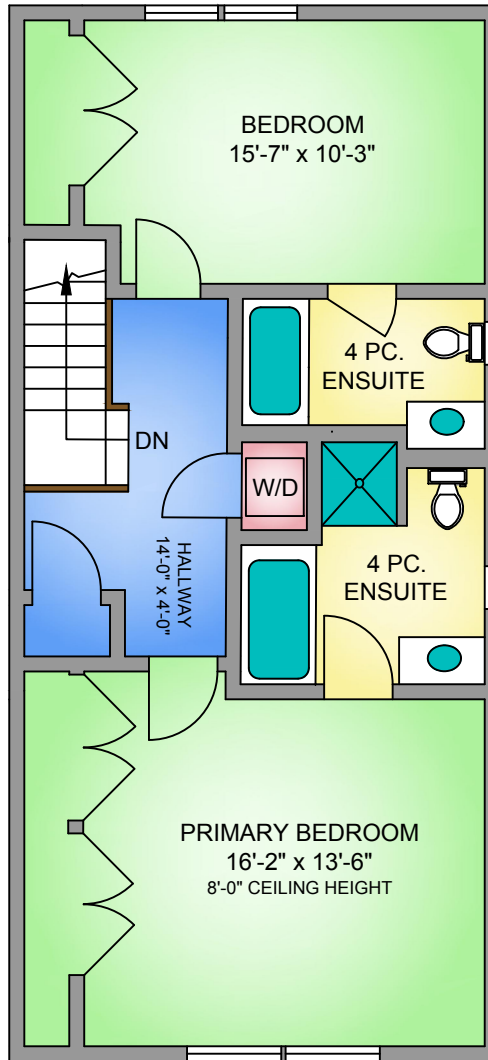 BEDROOM
15'-7" x 10'-3"
4 PC.
ENSUITE
DN
W/D
HALLWAY
14'-0" x 4'-0"
4 PC.
ENSUITE
PRIMARY BEDROOM
16'-2" x 13'-6"
8'-0" CEILING HEIGHT